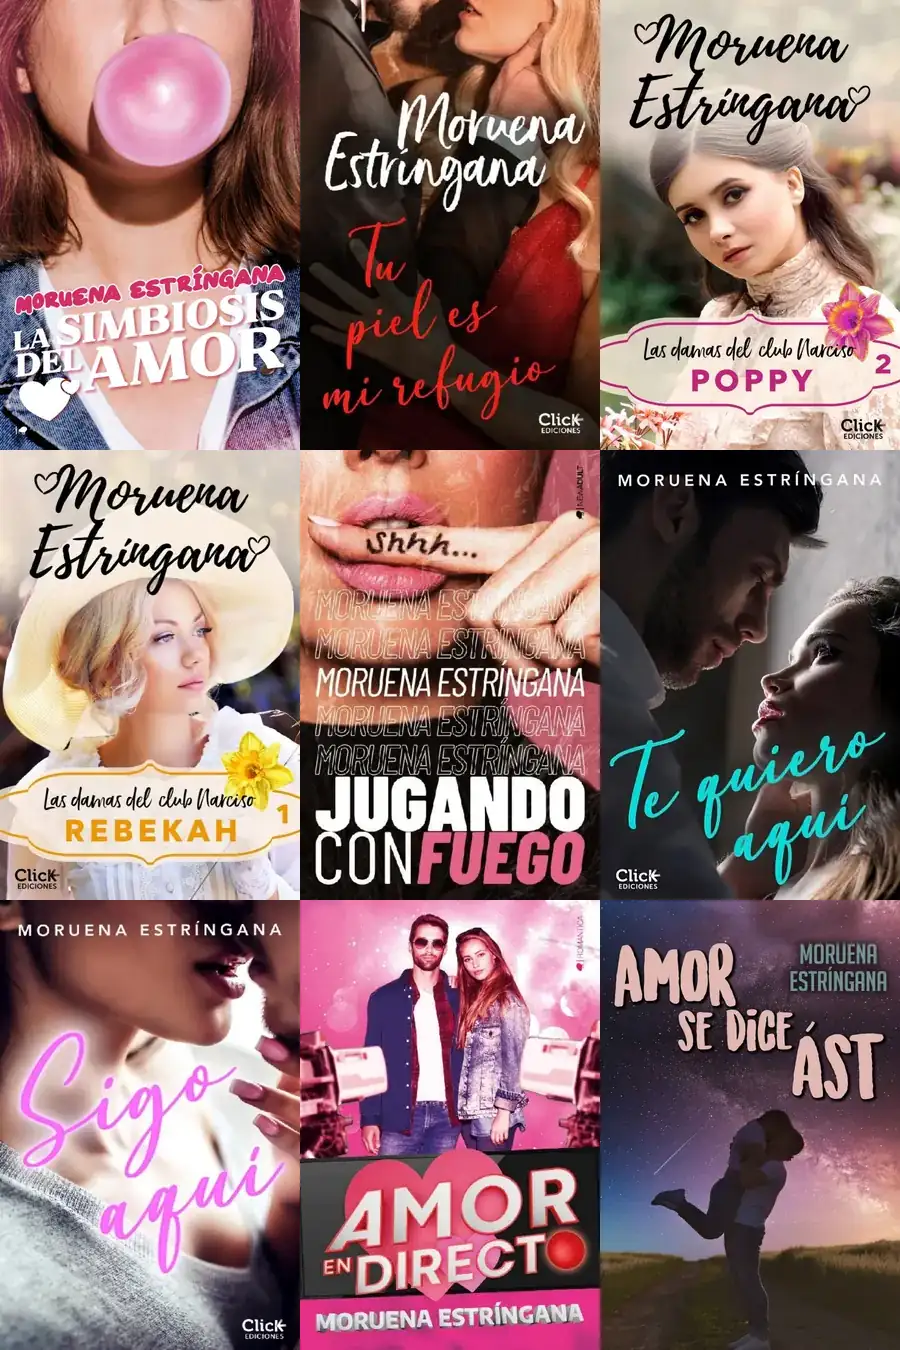 MORUENA ESTRÍNGANA
LA SIMBIOSIS
DEL AMOR
Moruena
Estríngana
Tu
piel es
mi refugio
Click
EDICIONES
Moruena
Estríngana
Las damas del club Narciso
POPPY
2
Click
EDICIONES
Moruena
Estríngana
Las damas del club Narciso
REBEKAH
1
Click
EDICIONES
Shhh...
MORUENA ESTRÍNGANA
MORUENA ESTRÍNGANA
MORUENA ESTRÍNGANA
MORUENA ESTRÍNGANA
MORUENA ESTRÍNGANA
JUGANDO
CON FUEGO
MORUENA ESTRÍNGANA
Te quiero
aquí
Click
EDICIONES
MORUENA ESTRÍNGANA
Sigo
aquí
Click
EDICIONES
ROMÁNTICA
AMOR
EN DIRECTO
MORUENA ESTRÍNGANA
AMOR
SE DICE
ÁST
MORUENA
ESTRÍNGANA